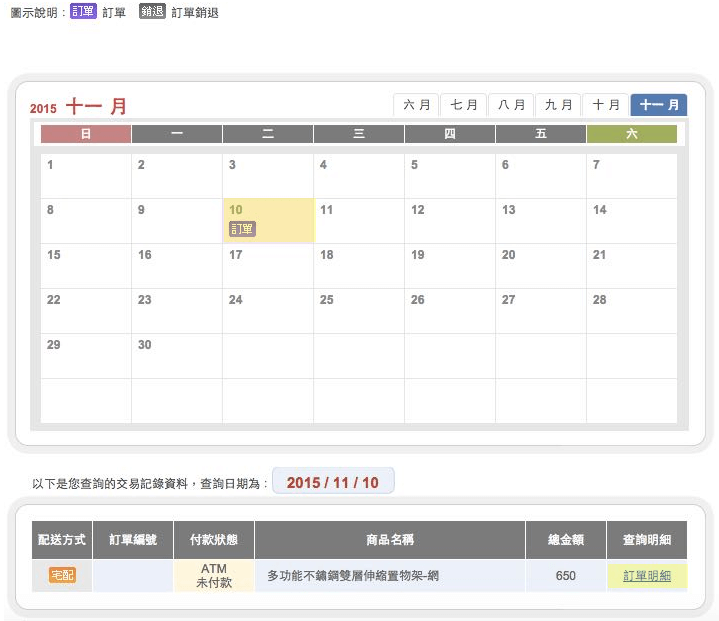 圖示說明：訂單 訂單 銷退 訂單銷退
2015 十一 月 六 月 七 月 八 月 九 月 十 月 十一 月
日 一 二 三 四 五 六
1 2 3 4 5 6 7
8 9 10 11 12 13 14
訂單
15 16 17 18 19 20 21
22 23 24 25 26 27 28
29 30
以下是您查詢的交易記錄資料，查詢日期為： 2015 / 11 / 10
配送方式 訂單編號 付款狀態 商品名稱 總金額 查詢明細
宅配 ATM 未付款 多功能不鏽鋼雙層伸縮置物架-網 650 訂單明細